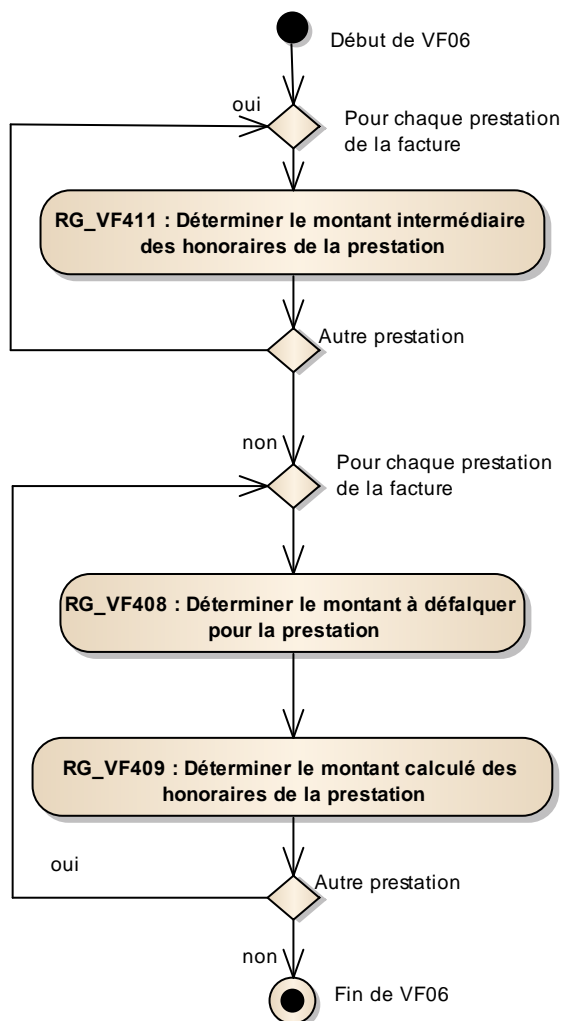 Début de VF06
oui
Pour chaque prestation
de la facture
RG_VF411 : Déterminer le montant intermédiaire
des honoraires de la prestation
Autre prestation
non
Pour chaque prestation
de la facture
RG_VF408 : Déterminer le montant à défalquer
pour la prestation
RG_VF409 : Déterminer le montant calculé des
honoraires de la prestation
oui
Autre prestation
non
Fin de VF06